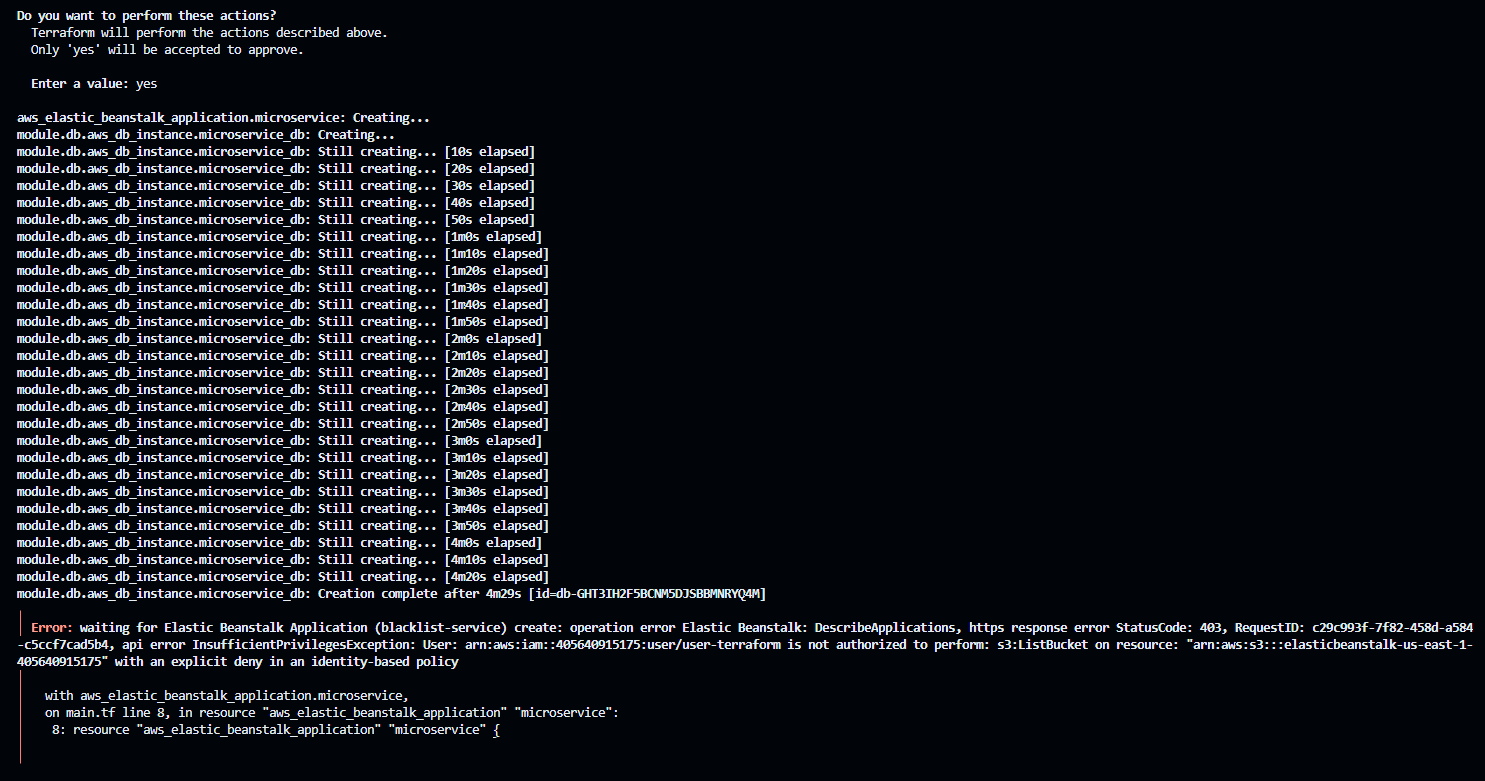 Do you want to perform these actions?
Terraform will perform the actions described above.
Only 'yes' will be accepted to approve.
Enter a value: yes
aws_elastic_beanstalk_application.microservice: Creating...
module.db.aws_db_instance.microservice_db: Creating...
module.db.aws_db_instance.microservice_db: Still creating... [10s elapsed]
module.db.aws_db_instance.microservice_db: Still creating... [20s elapsed]
module.db.aws_db_instance.microservice_db: Still creating... [30s elapsed]
module.db.aws_db_instance.microservice_db: Still creating... [40s elapsed]
module.db.aws_db_instance.microservice_db: Still creating... [50s elapsed]
module.db.aws_db_instance.microservice_db: Still creating... [1m0s elapsed]
module.db.aws_db_instance.microservice_db: Still creating... [1m10s elapsed]
module.db.aws_db_instance.microservice_db: Still creating... [1m20s elapsed]
module.db.aws_db_instance.microservice_db: Still creating... [1m30s elapsed]
module.db.aws_db_instance.microservice_db: Still creating... [1m40s elapsed]
module.db.aws_db_instance.microservice_db: Still creating... [1m50s elapsed]
module.db.aws_db_instance.microservice_db: Still creating... [2m0s elapsed]
module.db.aws_db_instance.microservice_db: Still creating... [2m10s elapsed]
module.db.aws_db_instance.microservice_db: Still creating... [2m20s elapsed]
module.db.aws_db_instance.microservice_db: Still creating... [2m30s elapsed]
module.db.aws_db_instance.microservice_db: Still creating... [2m40s elapsed]
module.db.aws_db_instance.microservice_db: Still creating... [2m50s elapsed]
module.db.aws_db_instance.microservice_db: Still creating... [3m0s elapsed]
module.db.aws_db_instance.microservice_db: Still creating... [3m10s elapsed]
module.db.aws_db_instance.microservice_db: Still creating... [3m20s elapsed]
module.db.aws_db_instance.microservice_db: Still creating... [3m30s elapsed]
module.db.aws_db_instance.microservice_db: Still creating... [3m40s elapsed]
module.db.aws_db_instance.microservice_db: Still creating... [3m50s elapsed]
module.db.aws_db_instance.microservice_db: Still creating... [4m0s elapsed]
module.db.aws_db_instance.microservice_db: Still creating... [4m10s elapsed]
module.db.aws_db_instance.microservice_db: Still creating... [4m20s elapsed]
module.db.aws_db_instance.microservice_db: Creation complete after 4m29s [id=db-GHT3IH2F5BCNM5DJSBBMNRYQ4M]
Error: waiting for Elastic Beanstalk Application (blacklist-service) create: operation error Elastic Beanstalk: DescribeApplications, https response error StatusCode: 403, RequestID: c29c993f-7f82-458d-a584
-c5ccf7cad5b4, api error InsufficientPrivilegesException: User: arn:aws:iam::405640915175:user/user-terraform is not authorized to perform: s3:ListBucket on resource: "arn:aws:s3:::elasticbeanstalk-us-east-1-
405640915175" with an explicit deny in an identity-based policy
with aws_elastic_beanstalk_application.microservice,
on main.tf line 8, in resource "aws_elastic_beanstalk_application" "microservice":
8: resource "aws_elastic_beanstalk_application" "microservice" {